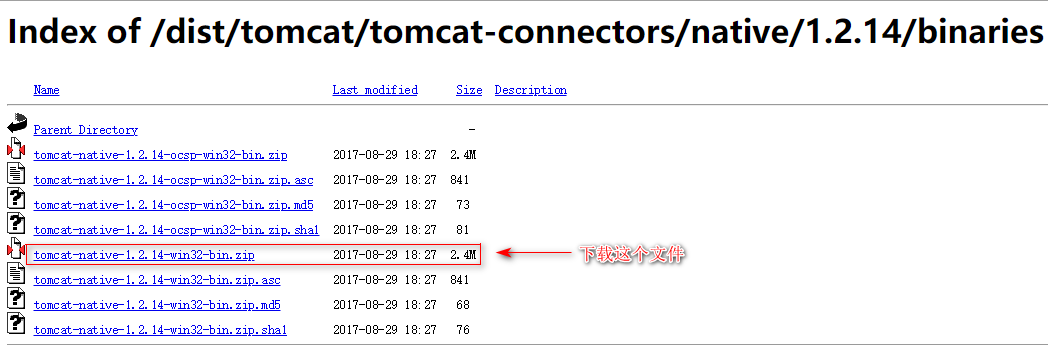 Index of /dist/tomcat/tomcat-connectors/native/1.2.14/binaries
Name Last modified Size Description
Parent Directory -
tomcat-native-1.2.14-ocsp-win32-bin.zip 2017-08-29 18:27 2.4M
tomcat-native-1.2.14-ocsp-win32-bin.zip.asc 2017-08-29 18:27 841
tomcat-native-1.2.14-ocsp-win32-bin.zip.md5 2017-08-29 18:27 73
tomcat-native-1.2.14-ocsp-win32-bin.zip.sha1 2017-08-29 18:27 81
tomcat-native-1.2.14-win32-bin.zip 2017-08-29 18:27 2.4M 下载这个文件
tomcat-native-1.2.14-win32-bin.zip.asc 2017-08-29 18:27 841
tomcat-native-1.2.14-win32-bin.zip.md5 2017-08-29 18:27 68
tomcat-native-1.2.14-win32-bin.zip.sha1 2017-08-29 18:27 76